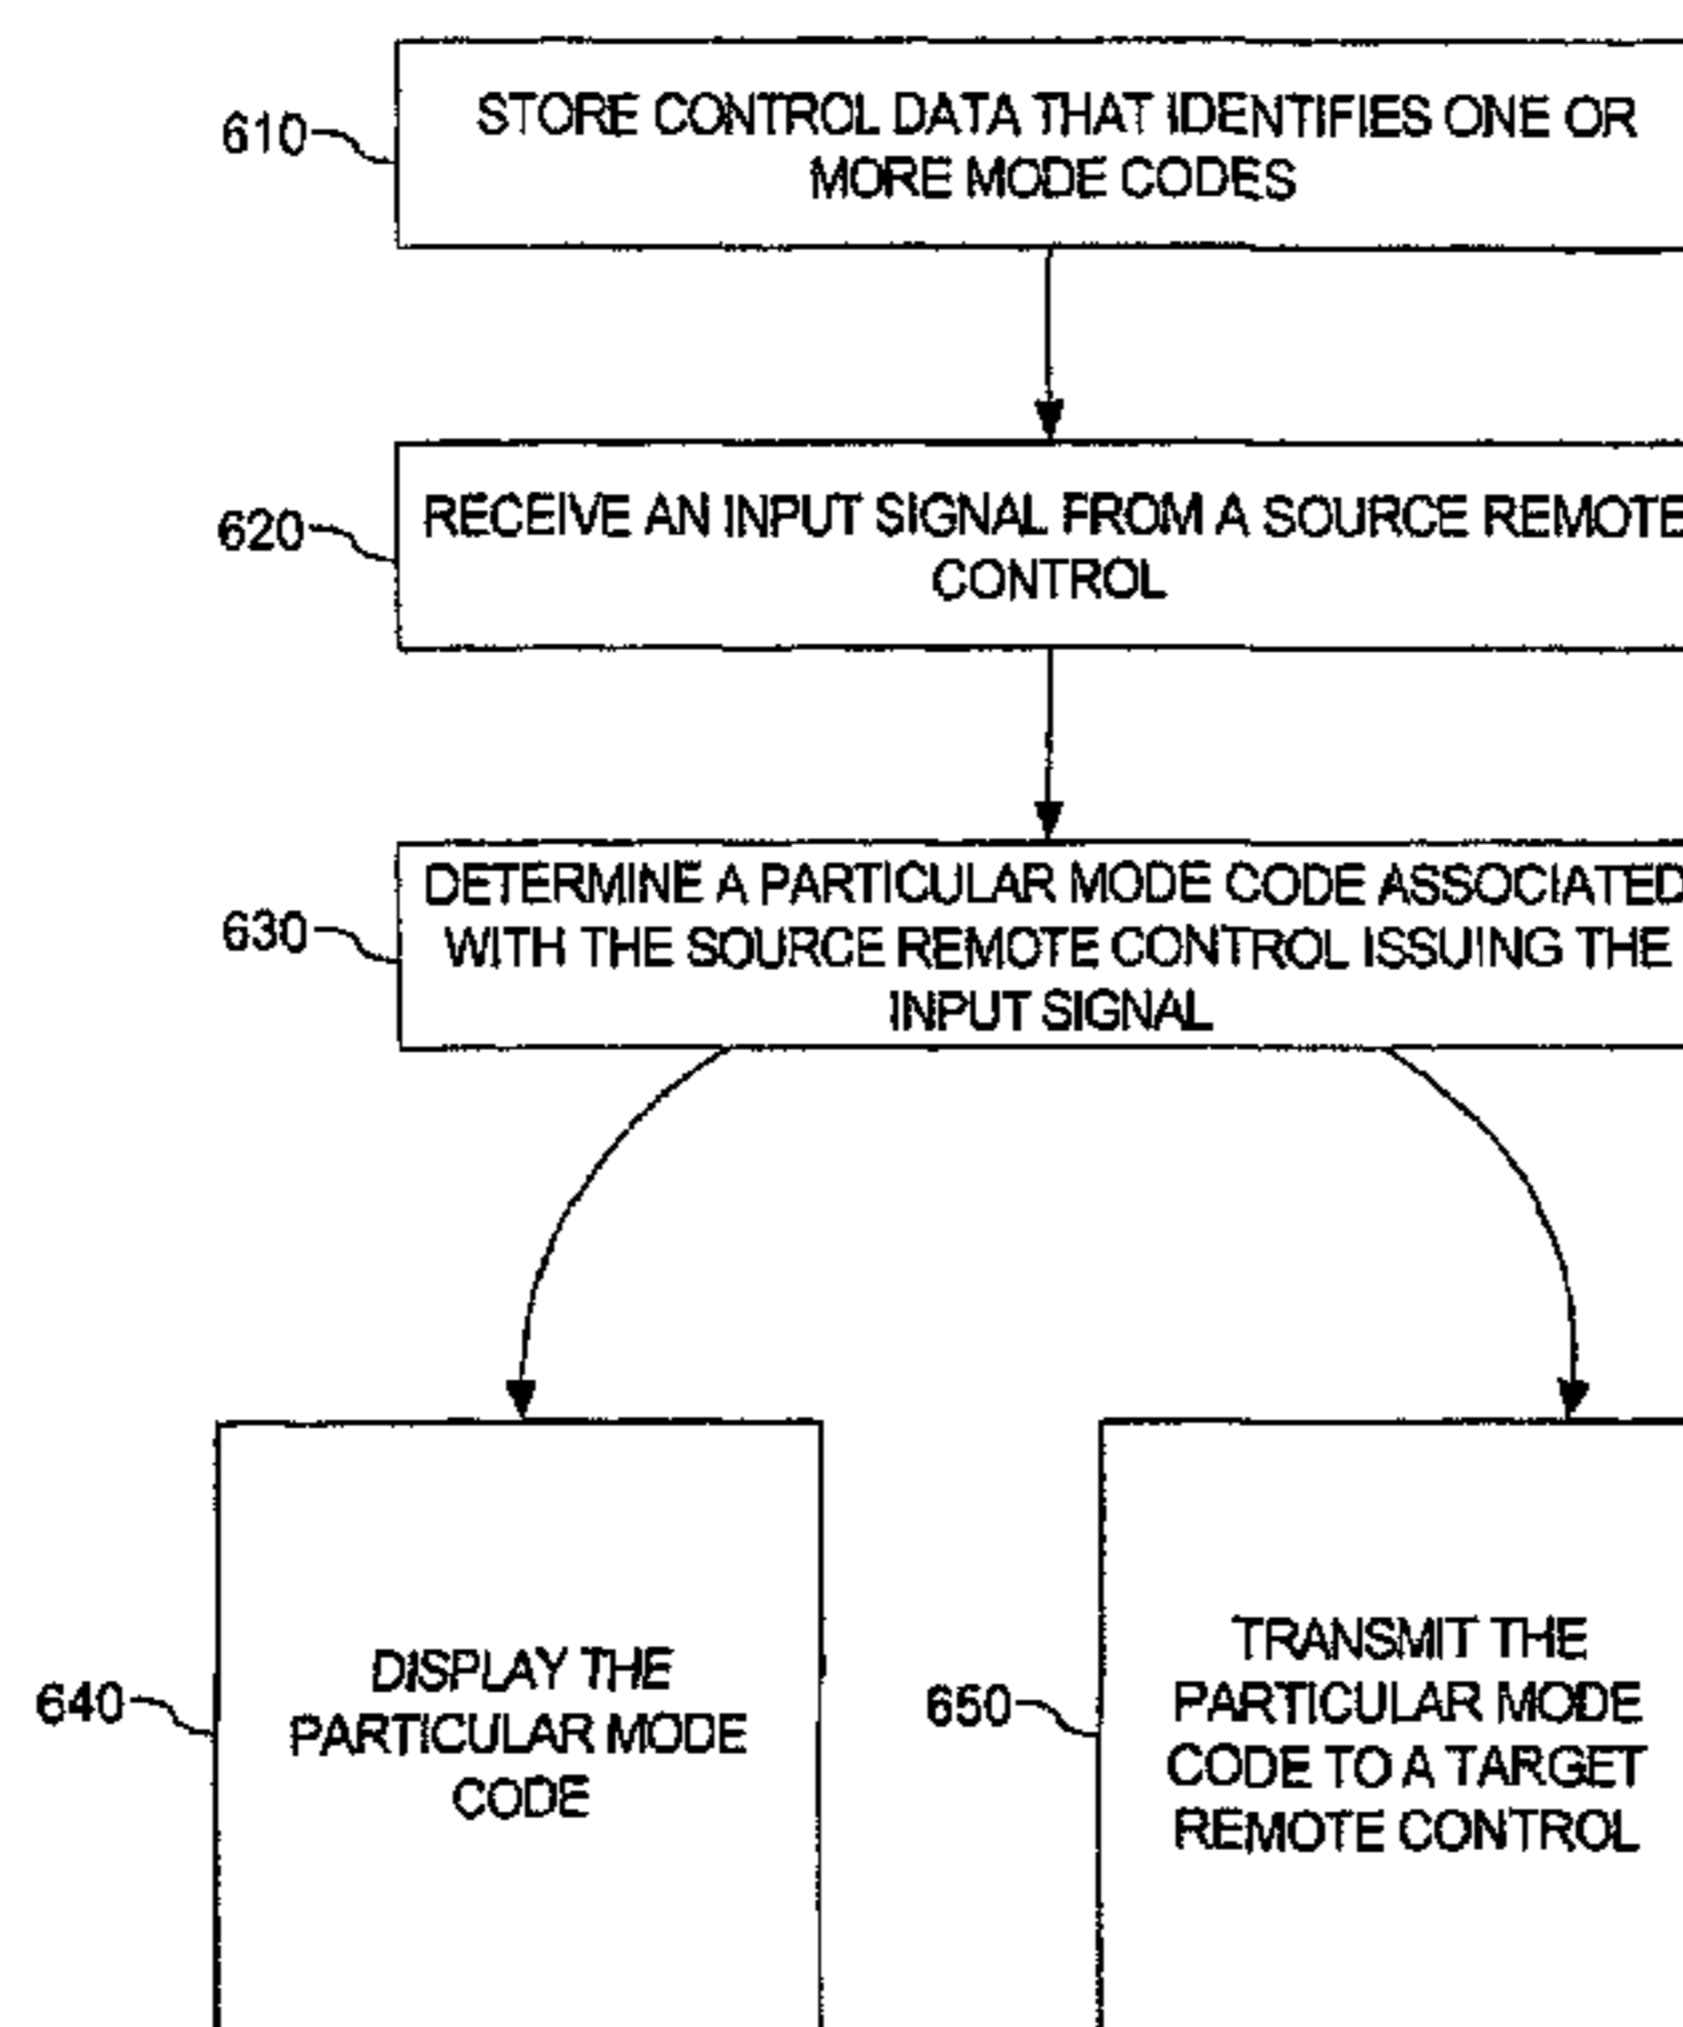 610
STORE CONTROL DATA THAT IDENTIFIES ONE OR
MORE MODE CODES
620
RECEIVE AN INPUT SIGNAL FROM A SOURCE REMOTE
CONTROL
630
DETERMINE A PARTICULAR MODE CODE ASSOCIATED
WITH THE SOURCE REMOTE CONTROL ISSUING THE
INPUT SIGNAL
640
DISPLAY THE
PARTICULAR MODE
CODE
650
TRANSMIT THE
PARTICULAR MODE
CODE TO A TARGET
REMOTE CONTROL